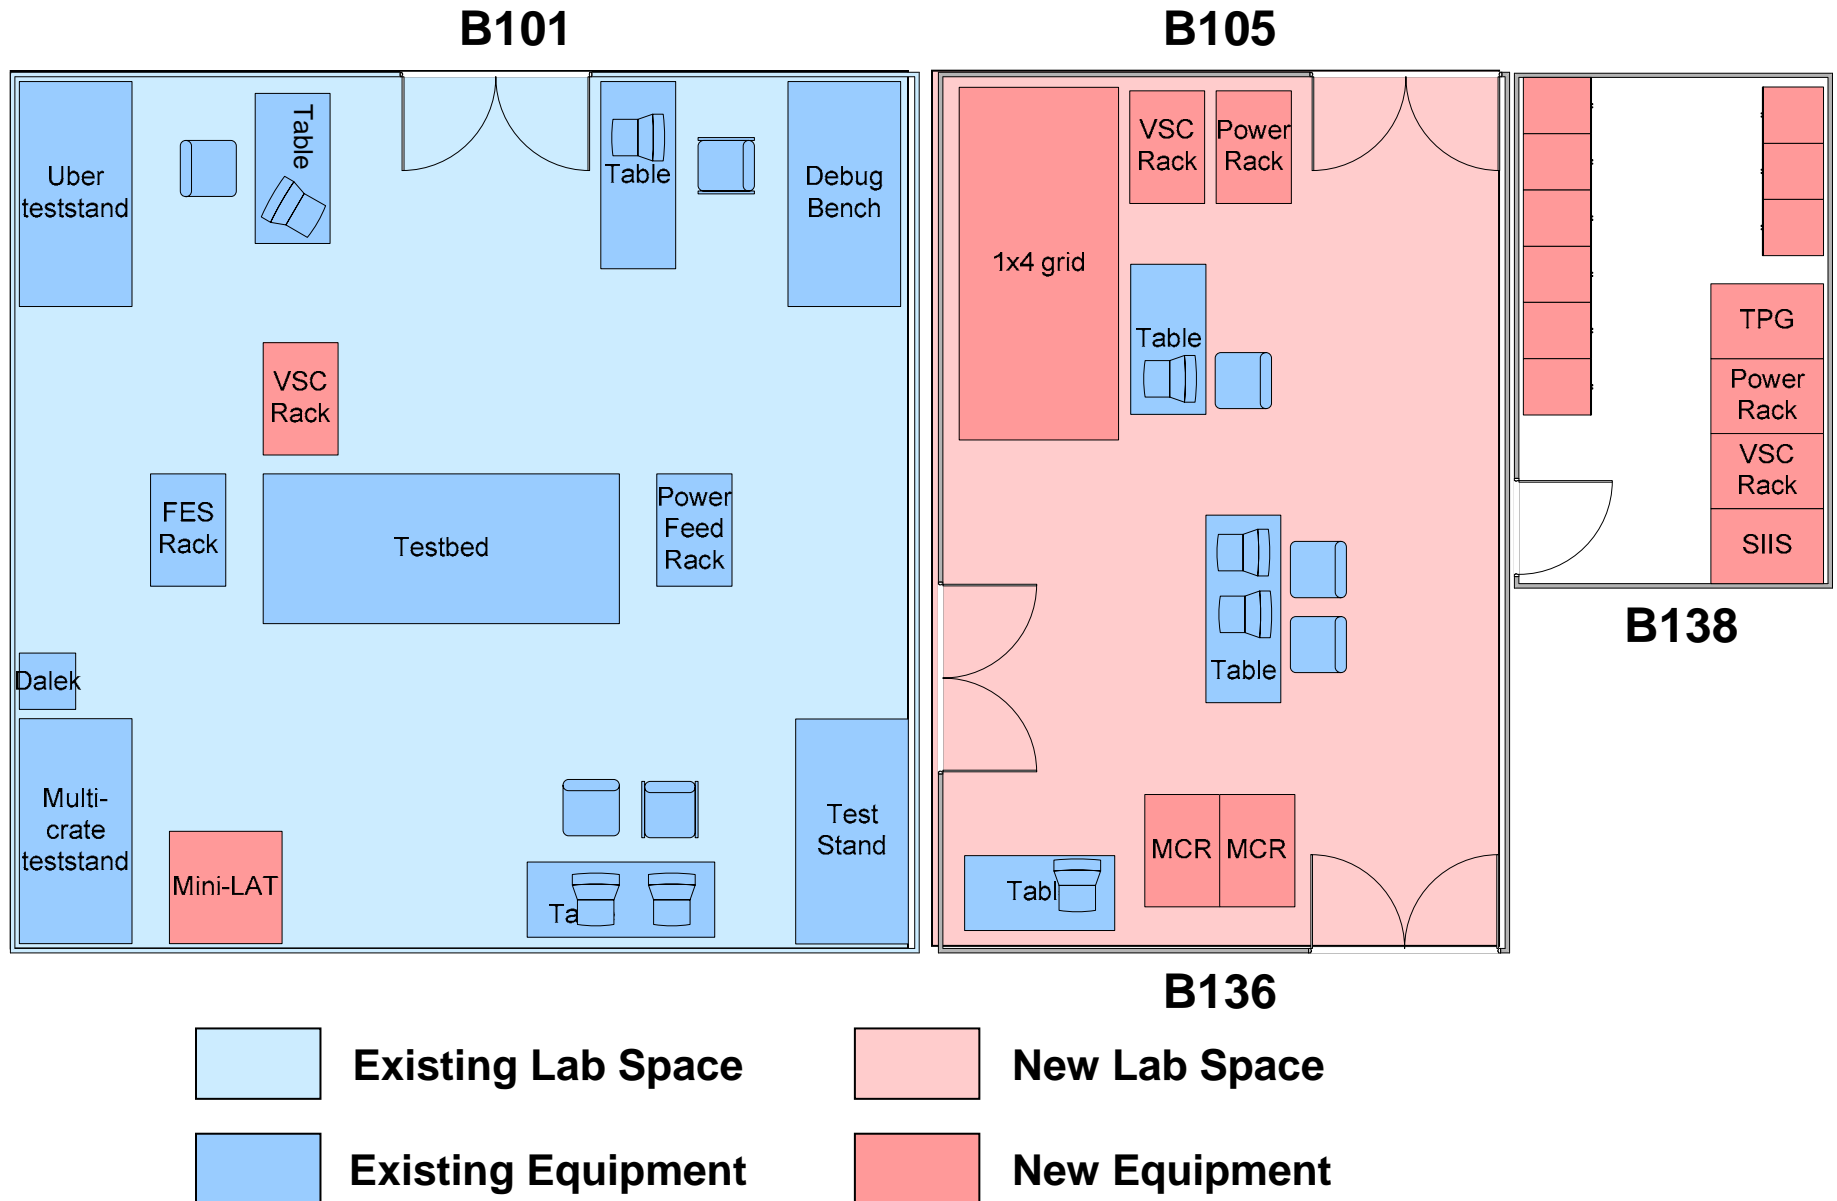 B101
B105
Uber
teststand
Table
Table
Debug
Bench
VSC
Rack
FES
Rack
Testbed
Power
Feed
Rack
Dalek
Multi-
crate
teststand
Mini-LAT
Test
Stand
VSC
Rack
Power
Rack
1x4 grid
Table
Table
MCR
MCR
Tabl
TPG
Power
Rack
VSC
Rack
SIIS
B138
B136
Existing Lab Space
New Lab Space
Existing Equipment
New Equipment